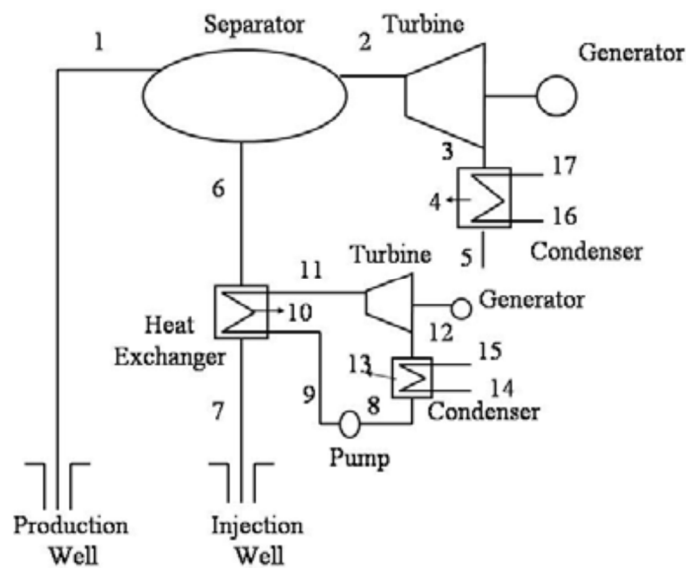 1
Separator
2
Turbine
Generator
3
17
4
16
5
Condenser
6
Turbine
11
Generator
10
12
Heat
Exchanger
13
15
14
9
8
Condenser
7
Pump
Production
Well
Injection
Well